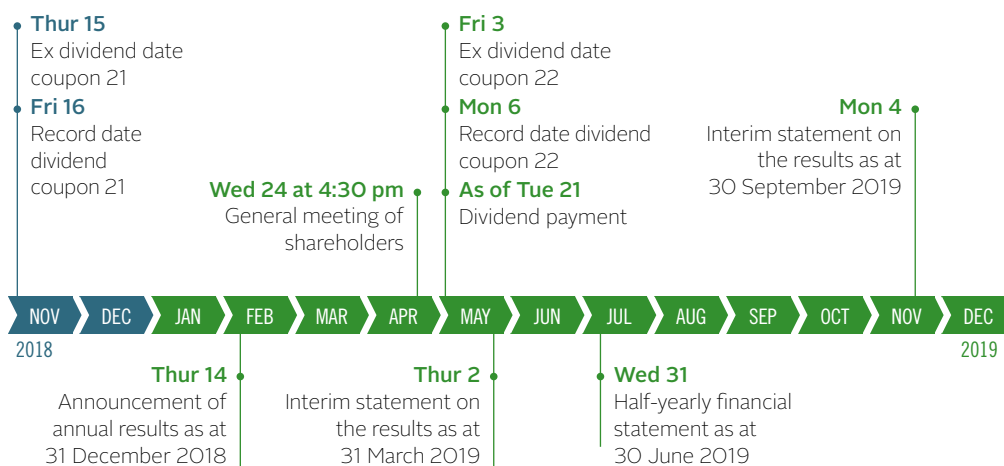 Thur 15
Ex dividend date
coupon 21
Fri 16
Record date
dividend
coupon 21
Wed 24 at 4:30 pm
General meeting of
shareholders
Fri 3
Ex dividend date
coupon 22
Mon 6
Record date dividend
coupon 22
As of Tue 21
Dividend payment
Mon 4
Interim statement on
the results as at
30 September 2019
NOV DEC JAN FEB MAR APR MAY JUN JUL AUG SEP OCT NOV DEC
2018 2019
Thur 14
Announcement of
annual results as at
31 December 2018
Thur 2
Interim statement on
the results as at
31 March 2019
Wed 31
Half-yearly financial
statement as at
30 June 2019